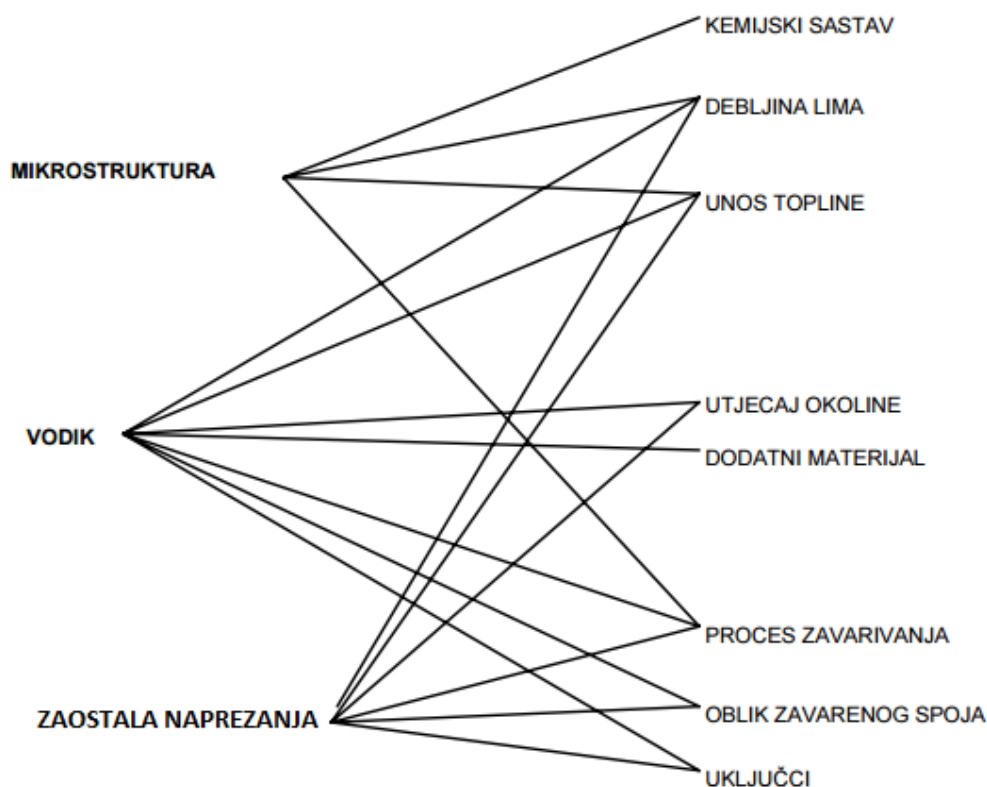 KEMIJSKI SASTAV
DEBLJINA LIMA
MIKROSTRUKTURA
UNOS TOPLINE
UTJECAJ OKOLINE
VODIK
DODATNI MATERIJAL
PROCES ZAVARIVANJA
ZAOSTALA NAPREZANJA
OBLIK ZAVARENOG SPOJA
UKLJUČCI